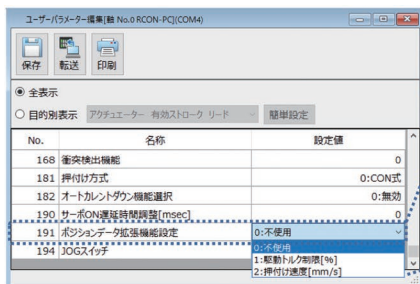 ユーザーパラメーター編集[軸 No.0 RCON-PC](COM4)
保存 転送 印刷
全表示
目的別表示 アクチュエーター 有効ストローク リード 簡単設定
No. 名称 設定値
168 衝突検出機能 0
181 押付け方式 0:CON式
182 オートカレントダウン機能選択 0:無効
190 サーボON遅延時間調整[msec] 0
191 ポジションデータ拡張機能設定 0:不使用
194 JOGスイッチ 0:不使用
1:駆動トルク制限[%]
2:押付け速度[mm/s]